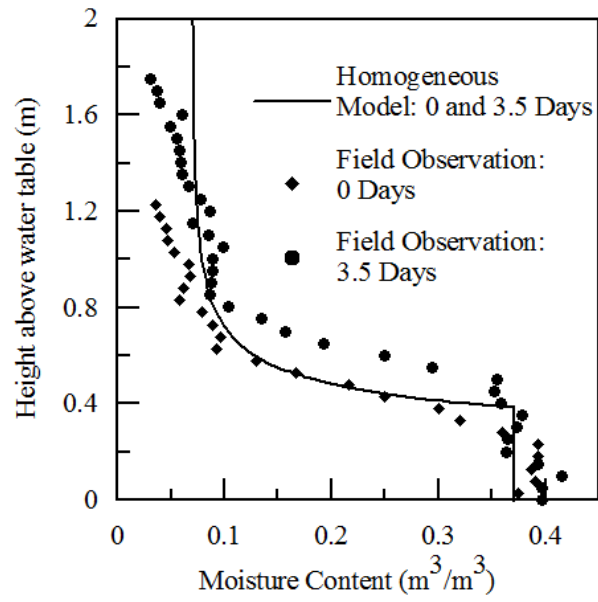 2
1.6
1.2
0.8
0.4
0
Height above water table (m)
Homogeneous
Model: 0 and 3.5 Days
Field Observation:
0 Days
Field Observation:
3.5 Days
0
0.1
0.2
0.3
0.4
Moisture Content (m³/m³)